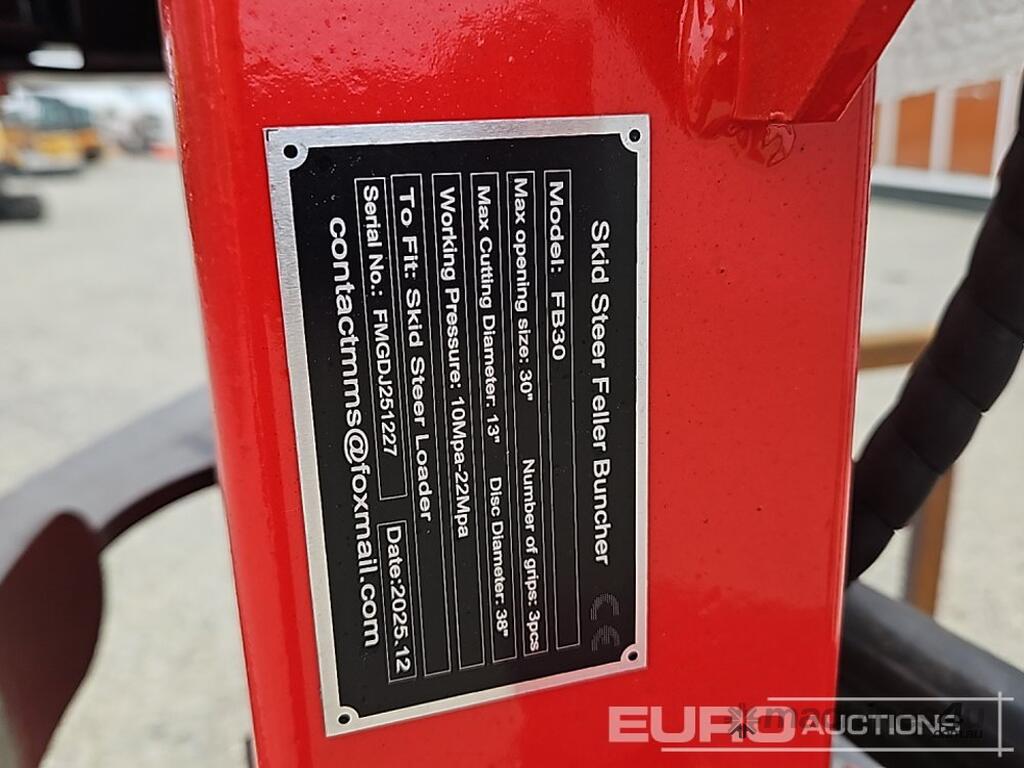 Skid Steer Feller Buncher CE
Model: FB30
Max opening size: 30" Number of grips: 3pcs
Max Cutting Diameter: 13" Disc Diameter: 38"
Working Pressure: 10Mpa-22Mpa
To Fit: Skid Steer Loader
Serial No.: FMGDJ251227 Date:2025.12
contactmms@foxmail.com
EURO AUCTIONS